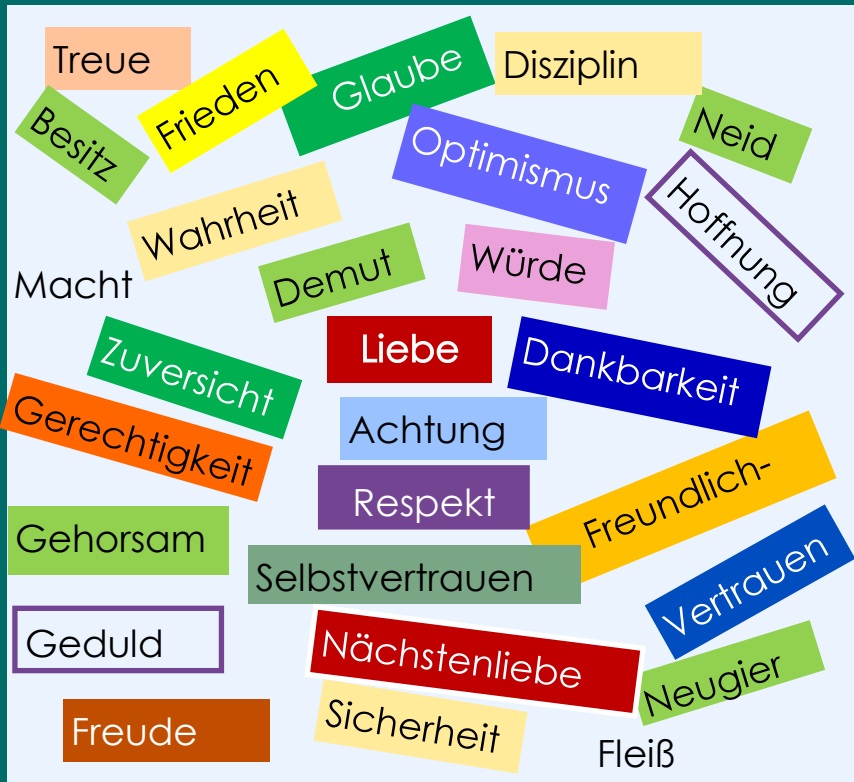 Treue
Frieden
Glaube
Disziplin
Besitz
Neid
Optimismus
Hoffnung
Wahrheit
Macht
Demut
Würde
Zuversicht
Liebe
Dankbarkeit
Gerechtigkeit
Achtung
Respekt
Freundlich-
Gehorsam
Selbstvertrauen
Vertrauen
Geduld
Nächstenliebe
Neugier
Freude
Sicherheit
Fleiß